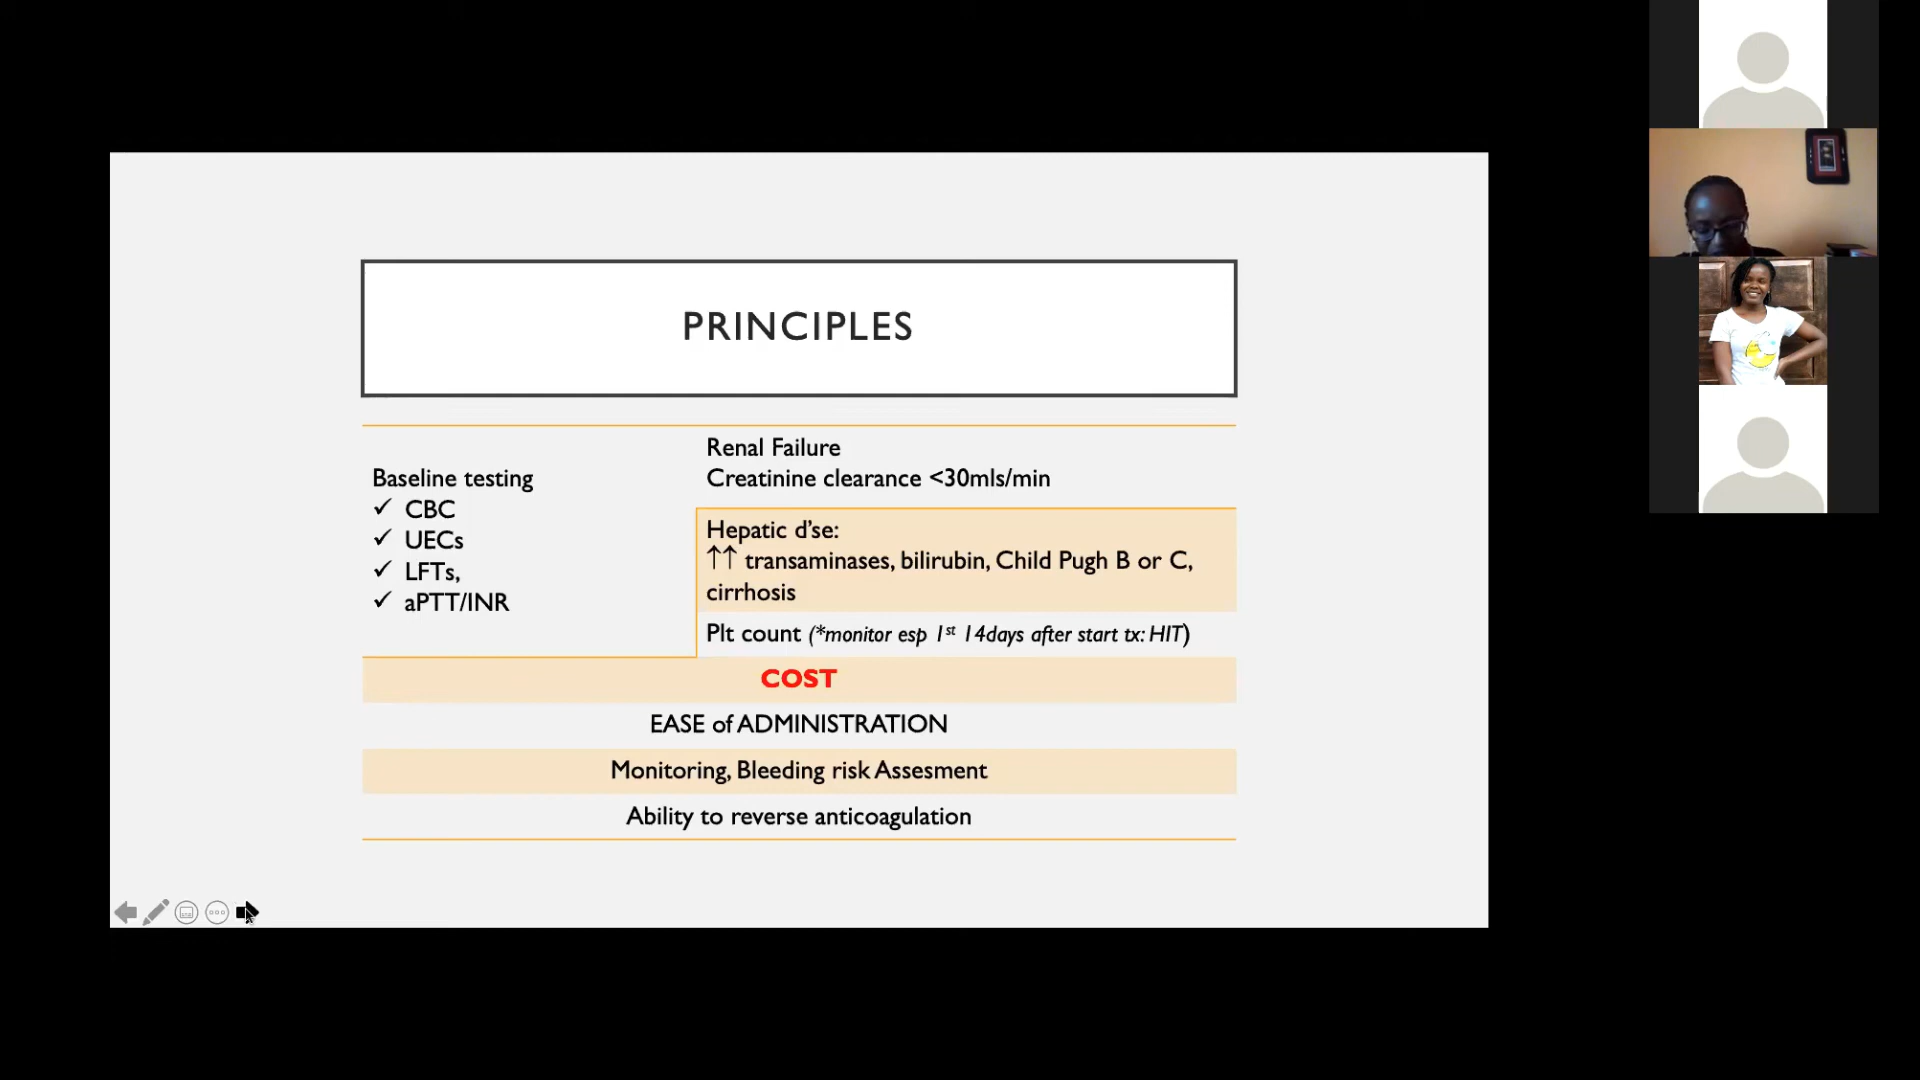 PRINCIPLES
Baseline testing
✓ CBC
✓ UECs
✓ LFTs,
✓ aPTT/INR
Renal Failure
Creatinine clearance <30mls/min
Hepatic d'se:
↑↑ transaminases, bilirubin, Child Pugh B or C,
cirrhosis
Plt count (*monitor esp 1st 14days after start tx: HIT)
COST
EASE of ADMINISTRATION
Monitoring, Bleeding risk Assesment
Ability to reverse anticoagulation